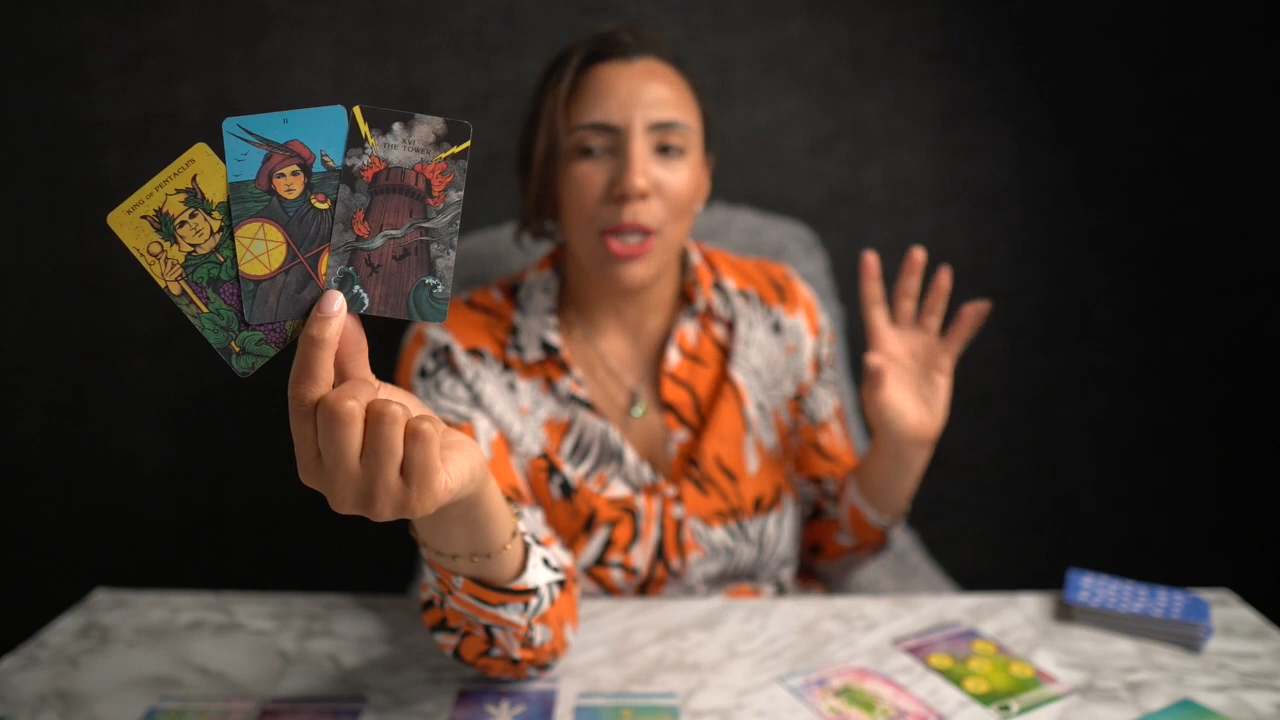 KING OF PENTACLES
II
XVI
THE TOWER